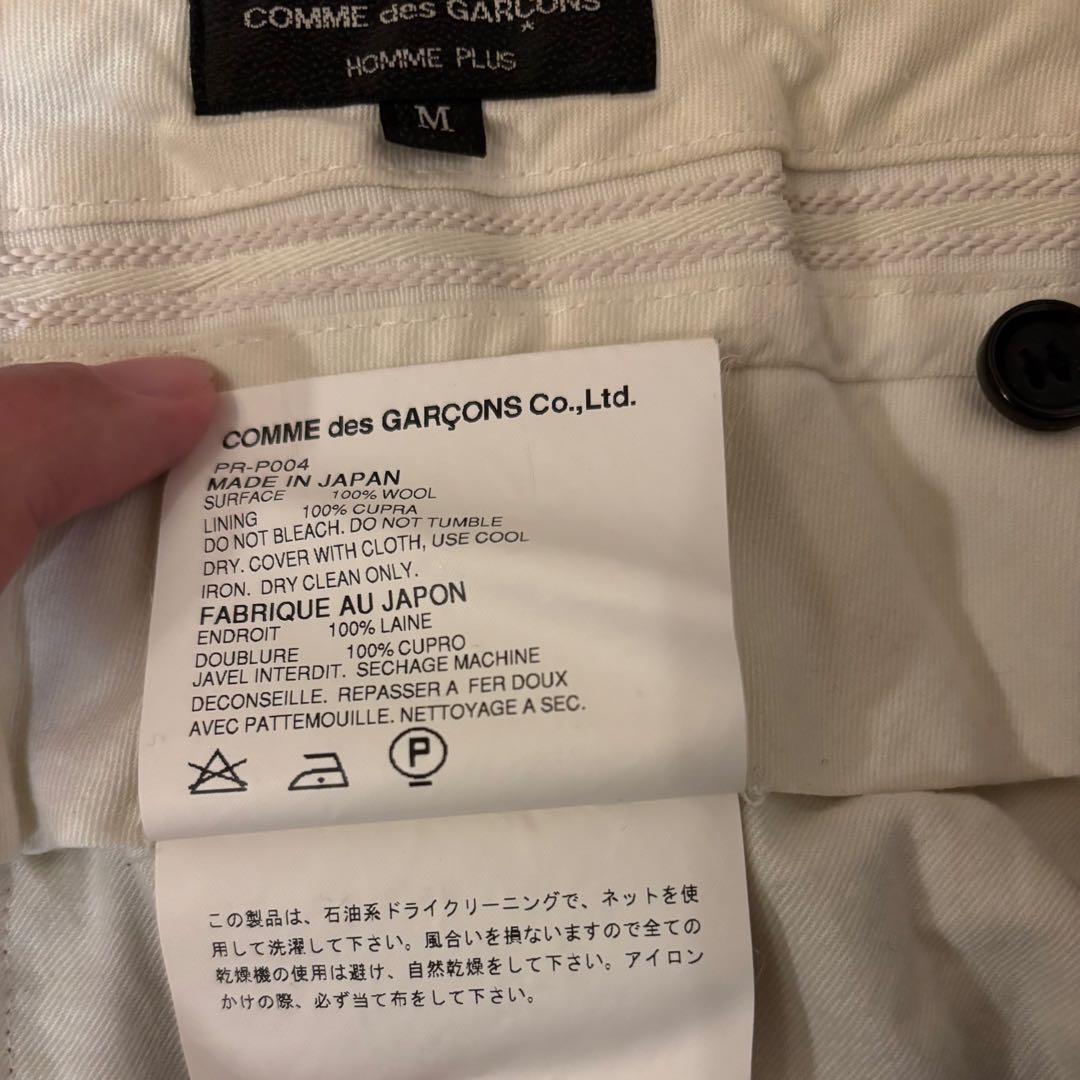 COMME des GARÇONS
HOMME PLUS
M
COMME des GARÇONS Co.,Ltd.
PR-P004
MADE IN JAPAN
SURFACE 100% WOOL
LINING 100% CUPRA
DO NOT BLEACH. DO NOT TUMBLE
DRY. COVER WITH CLOTH, USE COOL
IRON. DRY CLEAN ONLY.
FABRIQUE AU JAPON
ENDROIT 100% LAINE
DOUBLURE 100% CUPRO
JAVEL INTERDIT. SECHAGE MACHINE
DECONSEILLE. REPASSER A FER DOUX
AVEC PATTEMOUILLE. NETTOYAGE A SEC.
P
この製品は、石油系ドライクリーニングで、ネットを使
用して洗濯して下さい。風合いを損ないますので全ての
乾燥機の使用は避け、自然乾燥をして下さい。アイロン
かけの際、必ず当て布をして下さい。